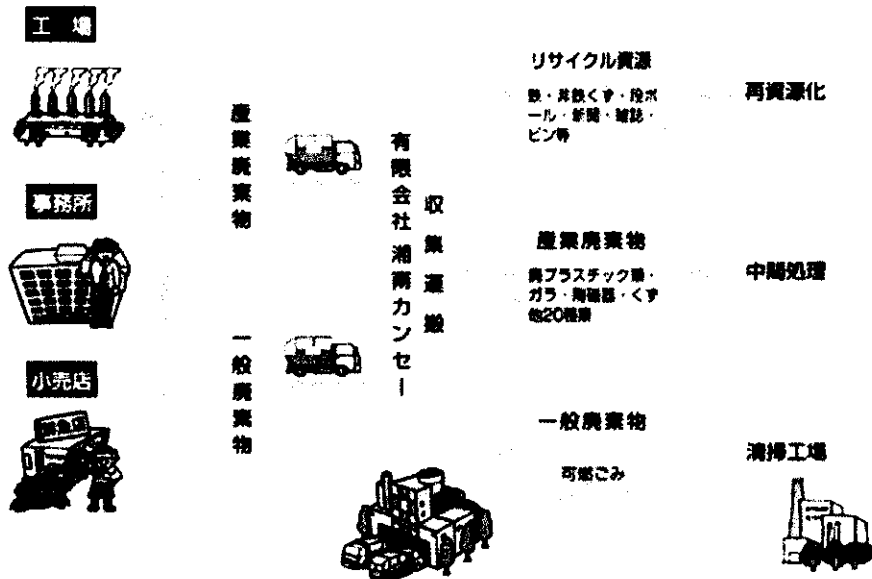 工場
事務所
小売店
鮮魚店
産業廃棄物
一般廃棄物
有限会社 湘南カンセー
収集運搬
リサイクル資源
鉄・非鉄くず・段ボ
ール・新聞・雑誌・
ビン等
再資源化
産業廃棄物
廃プラスチック類・
ガラ・陶磁器・くず
他20種類
中間処理
一般廃棄物
可燃ごみ
清掃工場